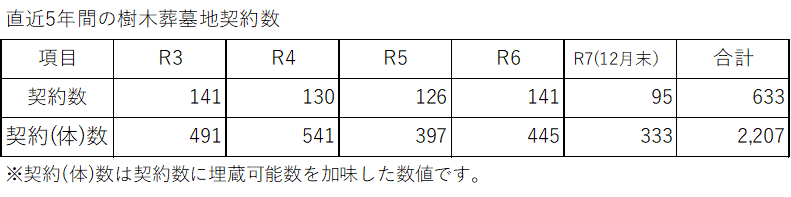 直近5年間の樹木葬墓地契約数
項目 R3 R4 R5 R6 R7(12月末) 合計
契約数 141 130 126 141 95 633
契約(体)数 491 541 397 445 333 2,207
※契約(体)数は契約数に埋蔵可能数を加味した数値です。